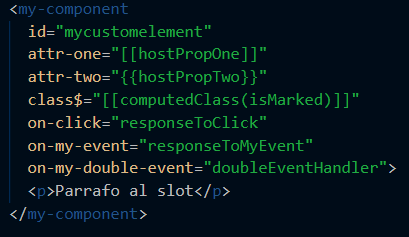 <my-component
id="mycustomelement"
attr-one="[[hostPropOne]]"
attr-two="{{hostPropTwo}}"
class$="[[computedClass(isMarked)]]"
on-click="responseToClick"
on-my-event="responseToMyEvent"
on-my-double-event="doubleEventHandler">
<p>Parrafo al slot</p>
</my-component>